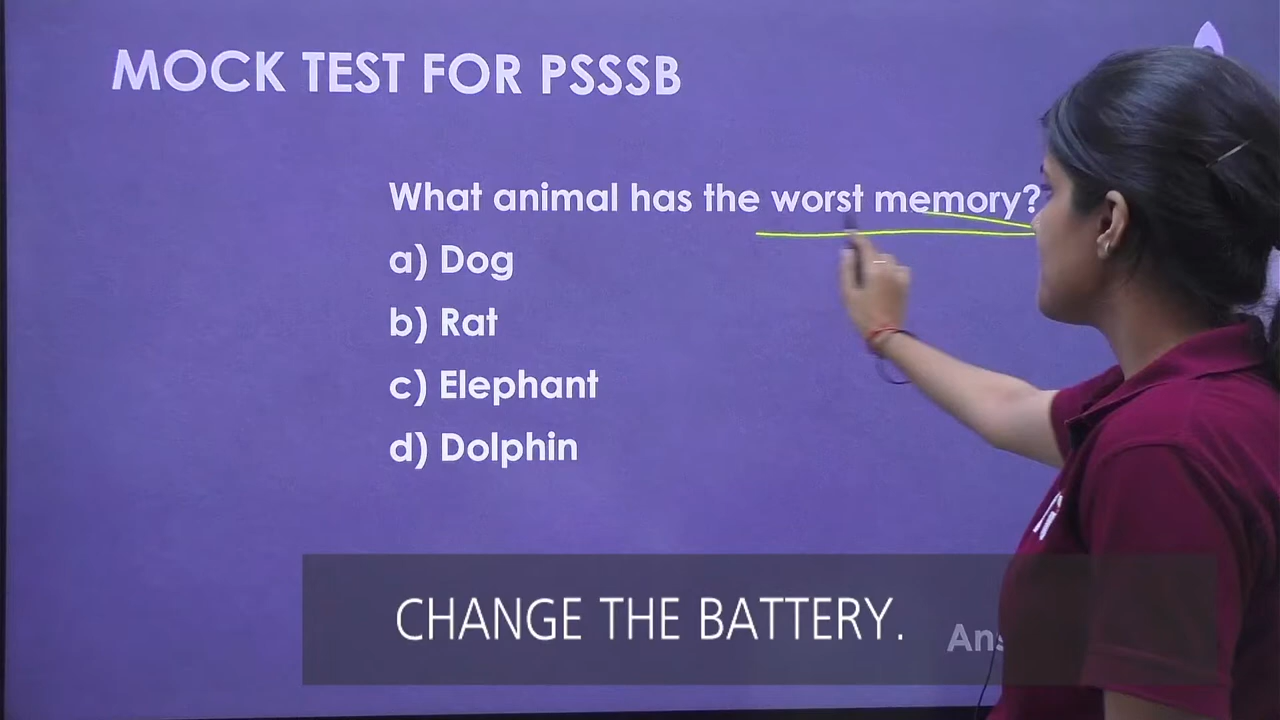 MOCK TEST FOR PSSSB
What animal has the worst memory?
a) Dog
b) Rat
c) Elephant
d) Dolphin
CHANGE THE BATTERY.